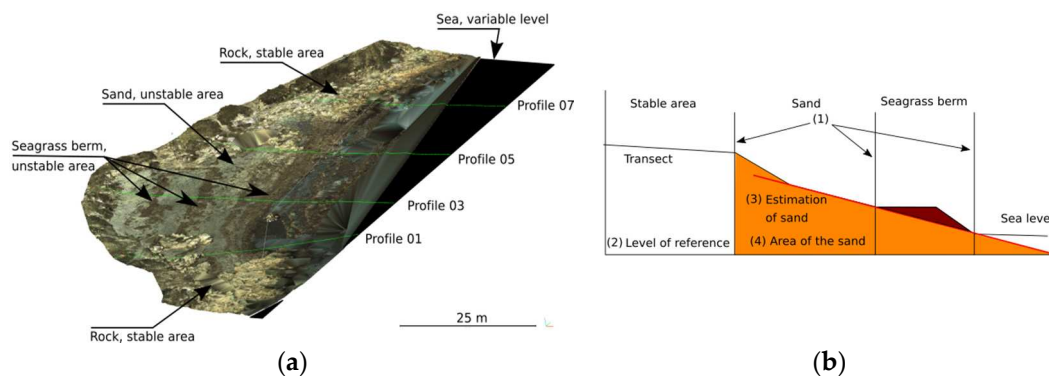 Sea, variable level
Rock, stable area
Sand, unstable area
Seagrass berm,
unstable area
Profile 07
Profile 05
Profile 03
Profile 01
Rock, stable area
25 m
(a)
Stable area
Sand
(1)
Seagrass berm
Transect
(3) Estimation
of sand
(2) Level of reference
(4) Area of the sand
Sea level
(b)